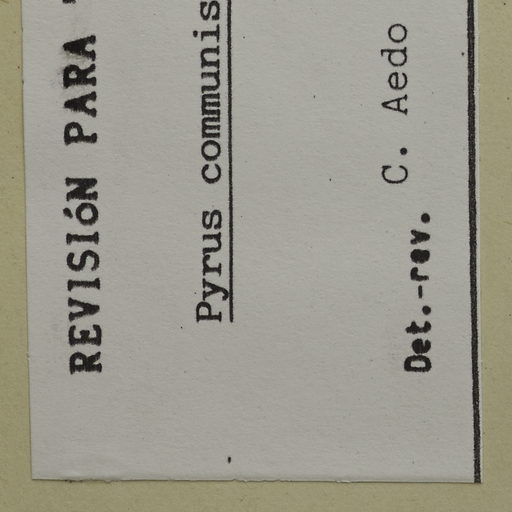 REVISIÓN PARA
Pyrus communis
Det.-rev. C. Aedo